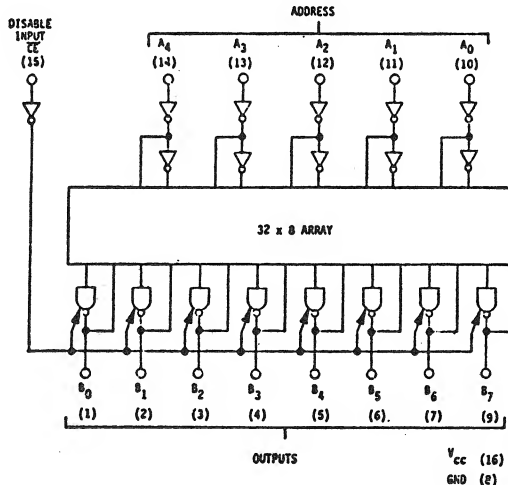 ADDRESS
DISABLE
INPUT
CE
(15)
A4 A3 A2 A1 A0
(14) (13) (12) (11) (10)
32 x 8 ARRAY
B0 B1 B2 B3 B4 B5 B6 B7
(1) (2) (3) (4) (5) (6) (7) (9)
OUTPUTS
Vcc (16)
GND (8)